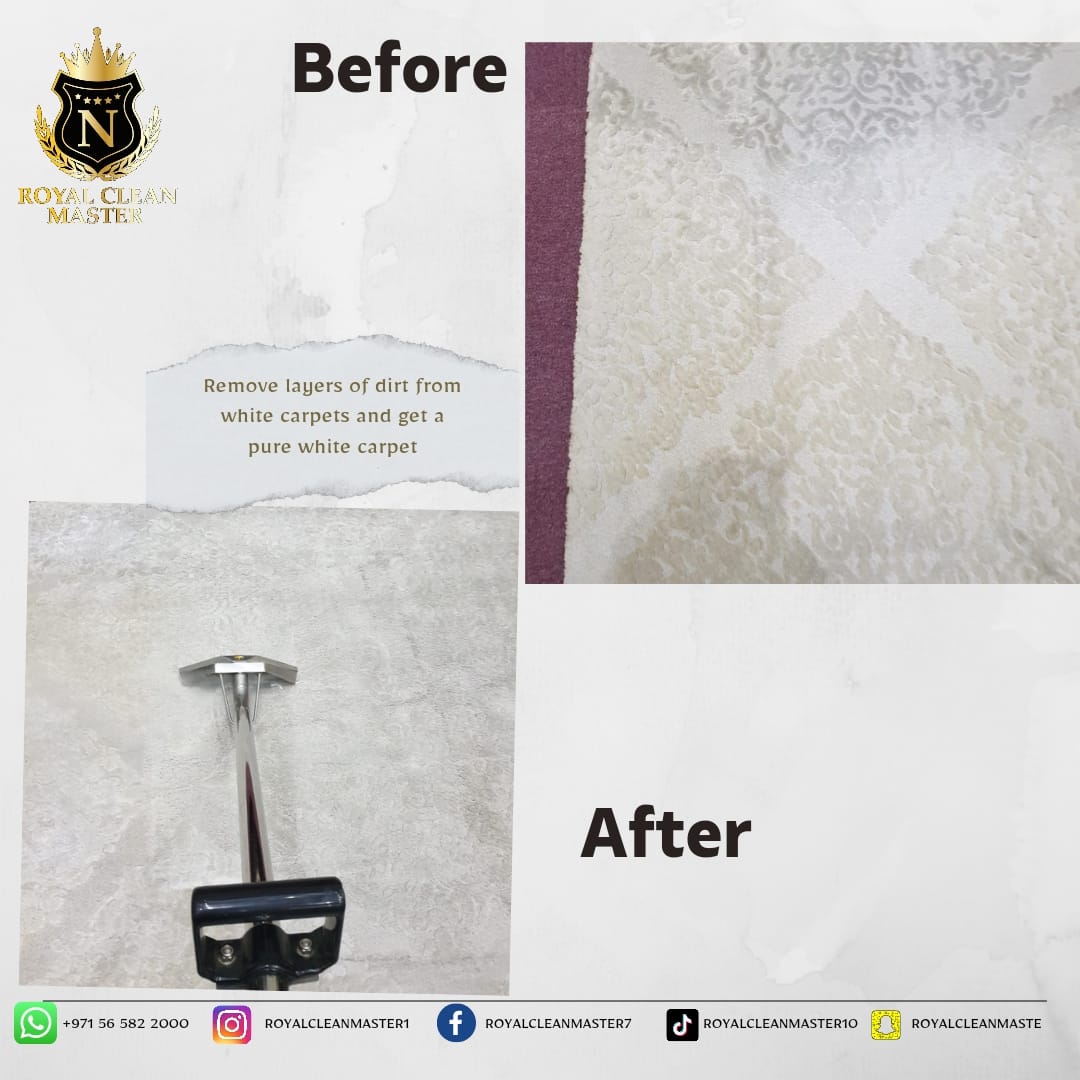 Before
N
ROYAL CLEAN
MASTER
Remove layers of dirt from
white carpets and get a
pure white carpet
After
+971 56 582 2000
ROYALCLEANMASTER1
ROYALCLEANMASTER7
ROYALCLEANMASTER10
ROYALCLEANMASTE